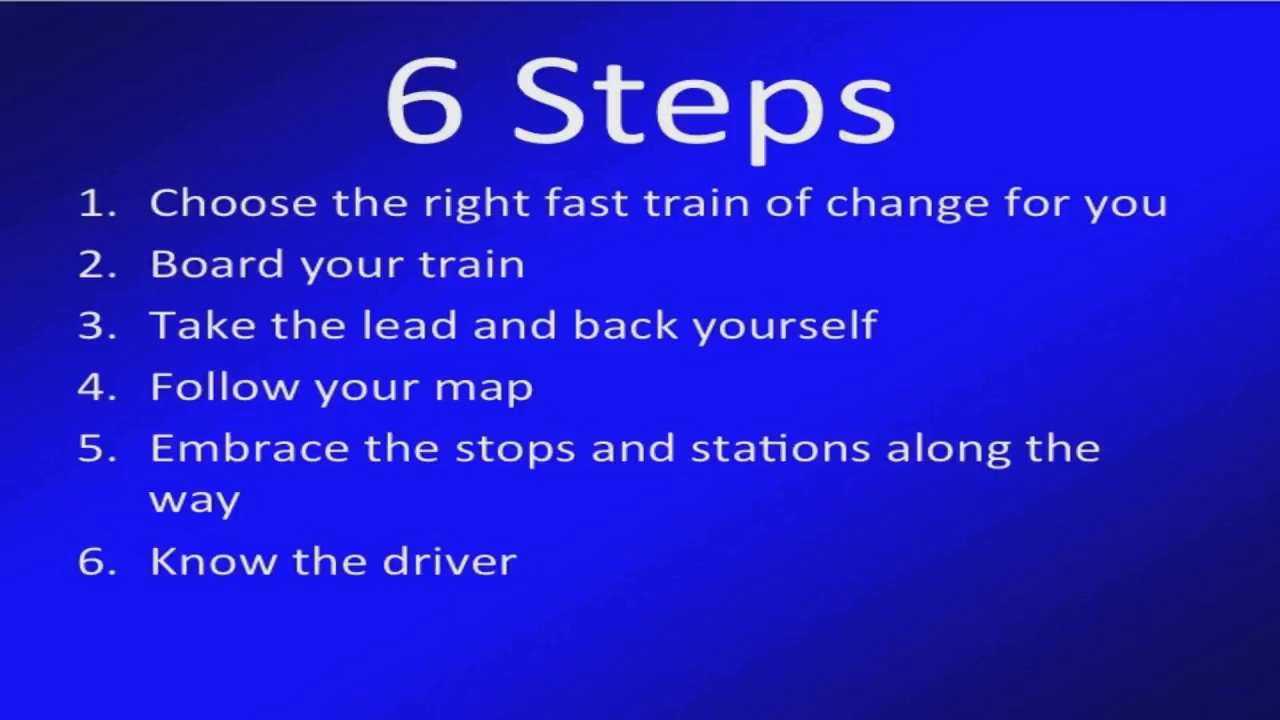 6 Steps
1. Choose the right fast train of change for you
2. Board your train
3. Take the lead and back yourself
4. Follow your map
5. Embrace the stops and stations along the
way
6. Know the driver